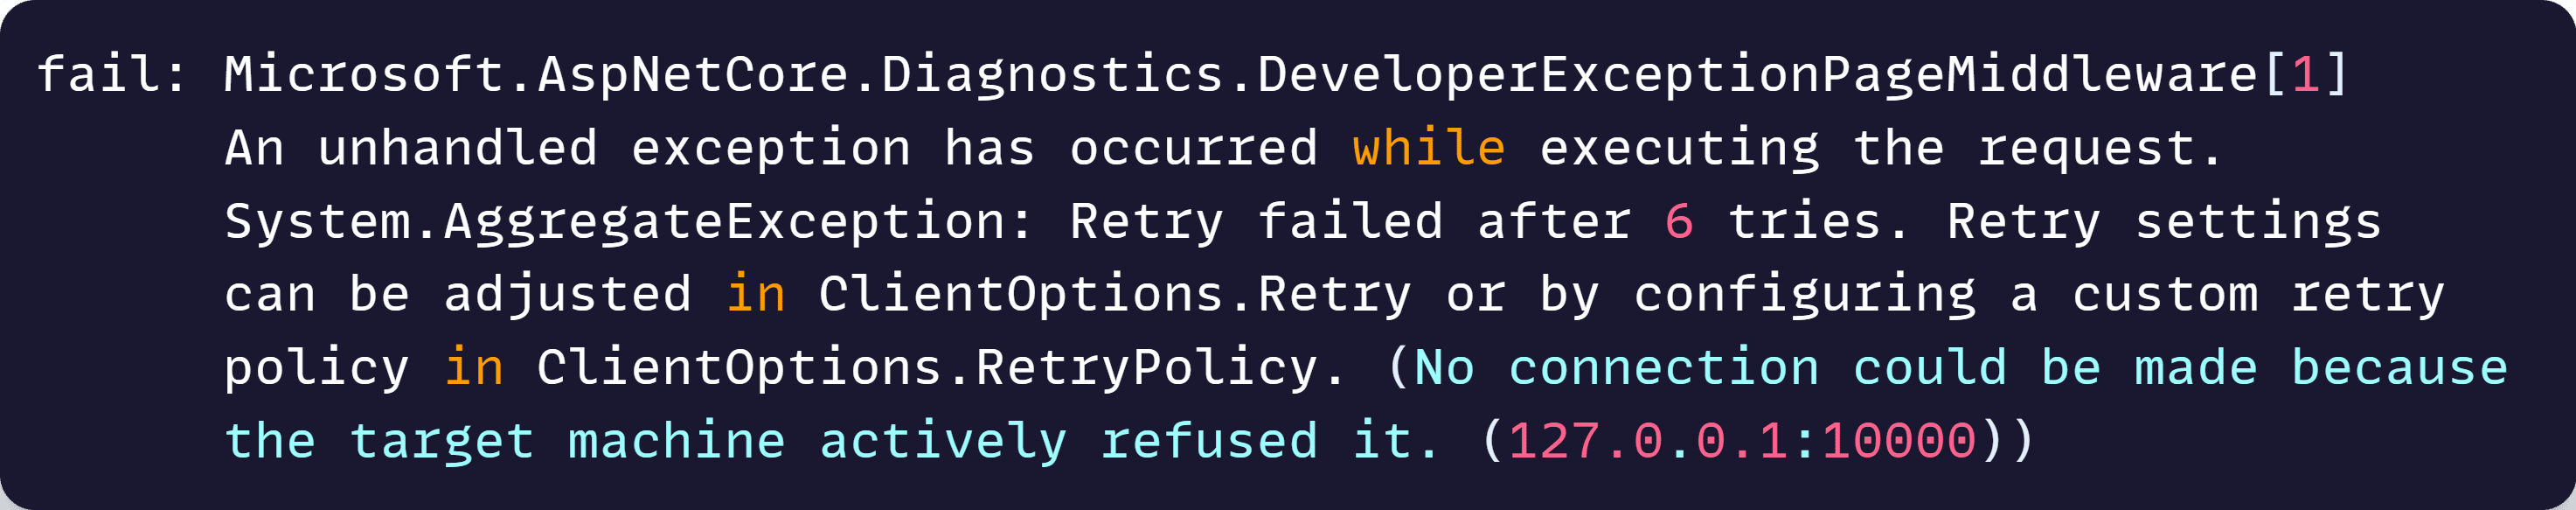 fail: Microsoft.AspNetCore.Diagnostics.DeveloperExceptionPageMiddleware[1]
An unhandled exception has occurred while executing the request.
System.AggregateException: Retry failed after 6 tries. Retry settings
can be adjusted in ClientOptions.Retry or by configuring a custom retry
policy in ClientOptions.RetryPolicy. (No connection could be made because
the target machine actively refused it. (127.0.0.1:10000))